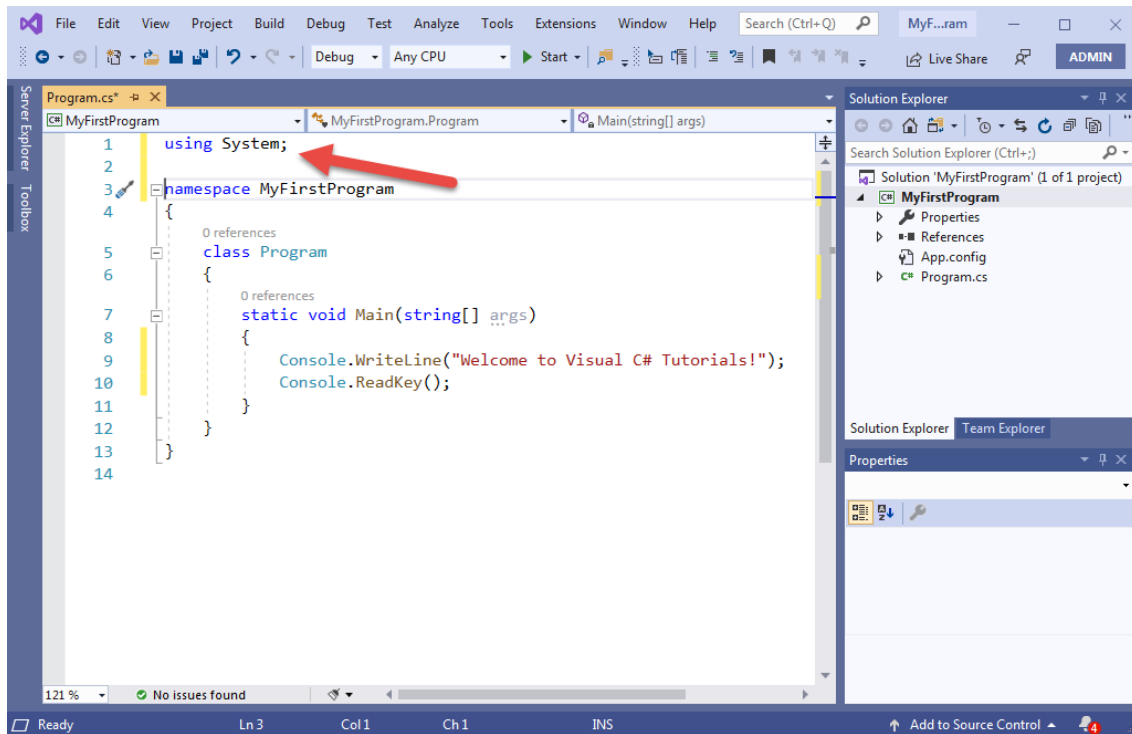 File Edit View Project Build Debug Test Analyze Tools Extensions Window Help Search (Ctrl+Q) MyF...ram
Debug Any CPU Start Live Share ADMIN
Server Explorer
Toolbox
Program.cs*
C# MyFirstProgram MyFirstProgram.Program Main(string[] args)
1 using System;
2
3 namespace MyFirstProgram
4 {
0 references
5 class Program
6 {
0 references
7 static void Main(string[] args)
8 {
9 Console.WriteLine("Welcome to Visual C# Tutorials!");
10 Console.ReadKey();
11 }
12 }
13 }
14
121 % No issues found
Solution Explorer
Search Solution Explorer (Ctrl+;)
Solution 'MyFirstProgram' (1 of 1 project)
C# MyFirstProgram
Properties
References
App.config
C# Program.cs
Solution Explorer Team Explorer
Properties
Ready Ln 3 Col 1 Ch 1 INS Add to Source Control 4